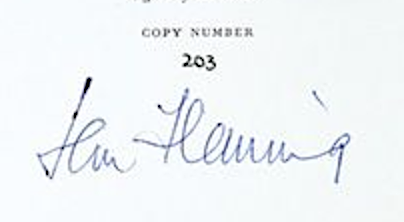 COPY NUMBER
203
Ian Fleming